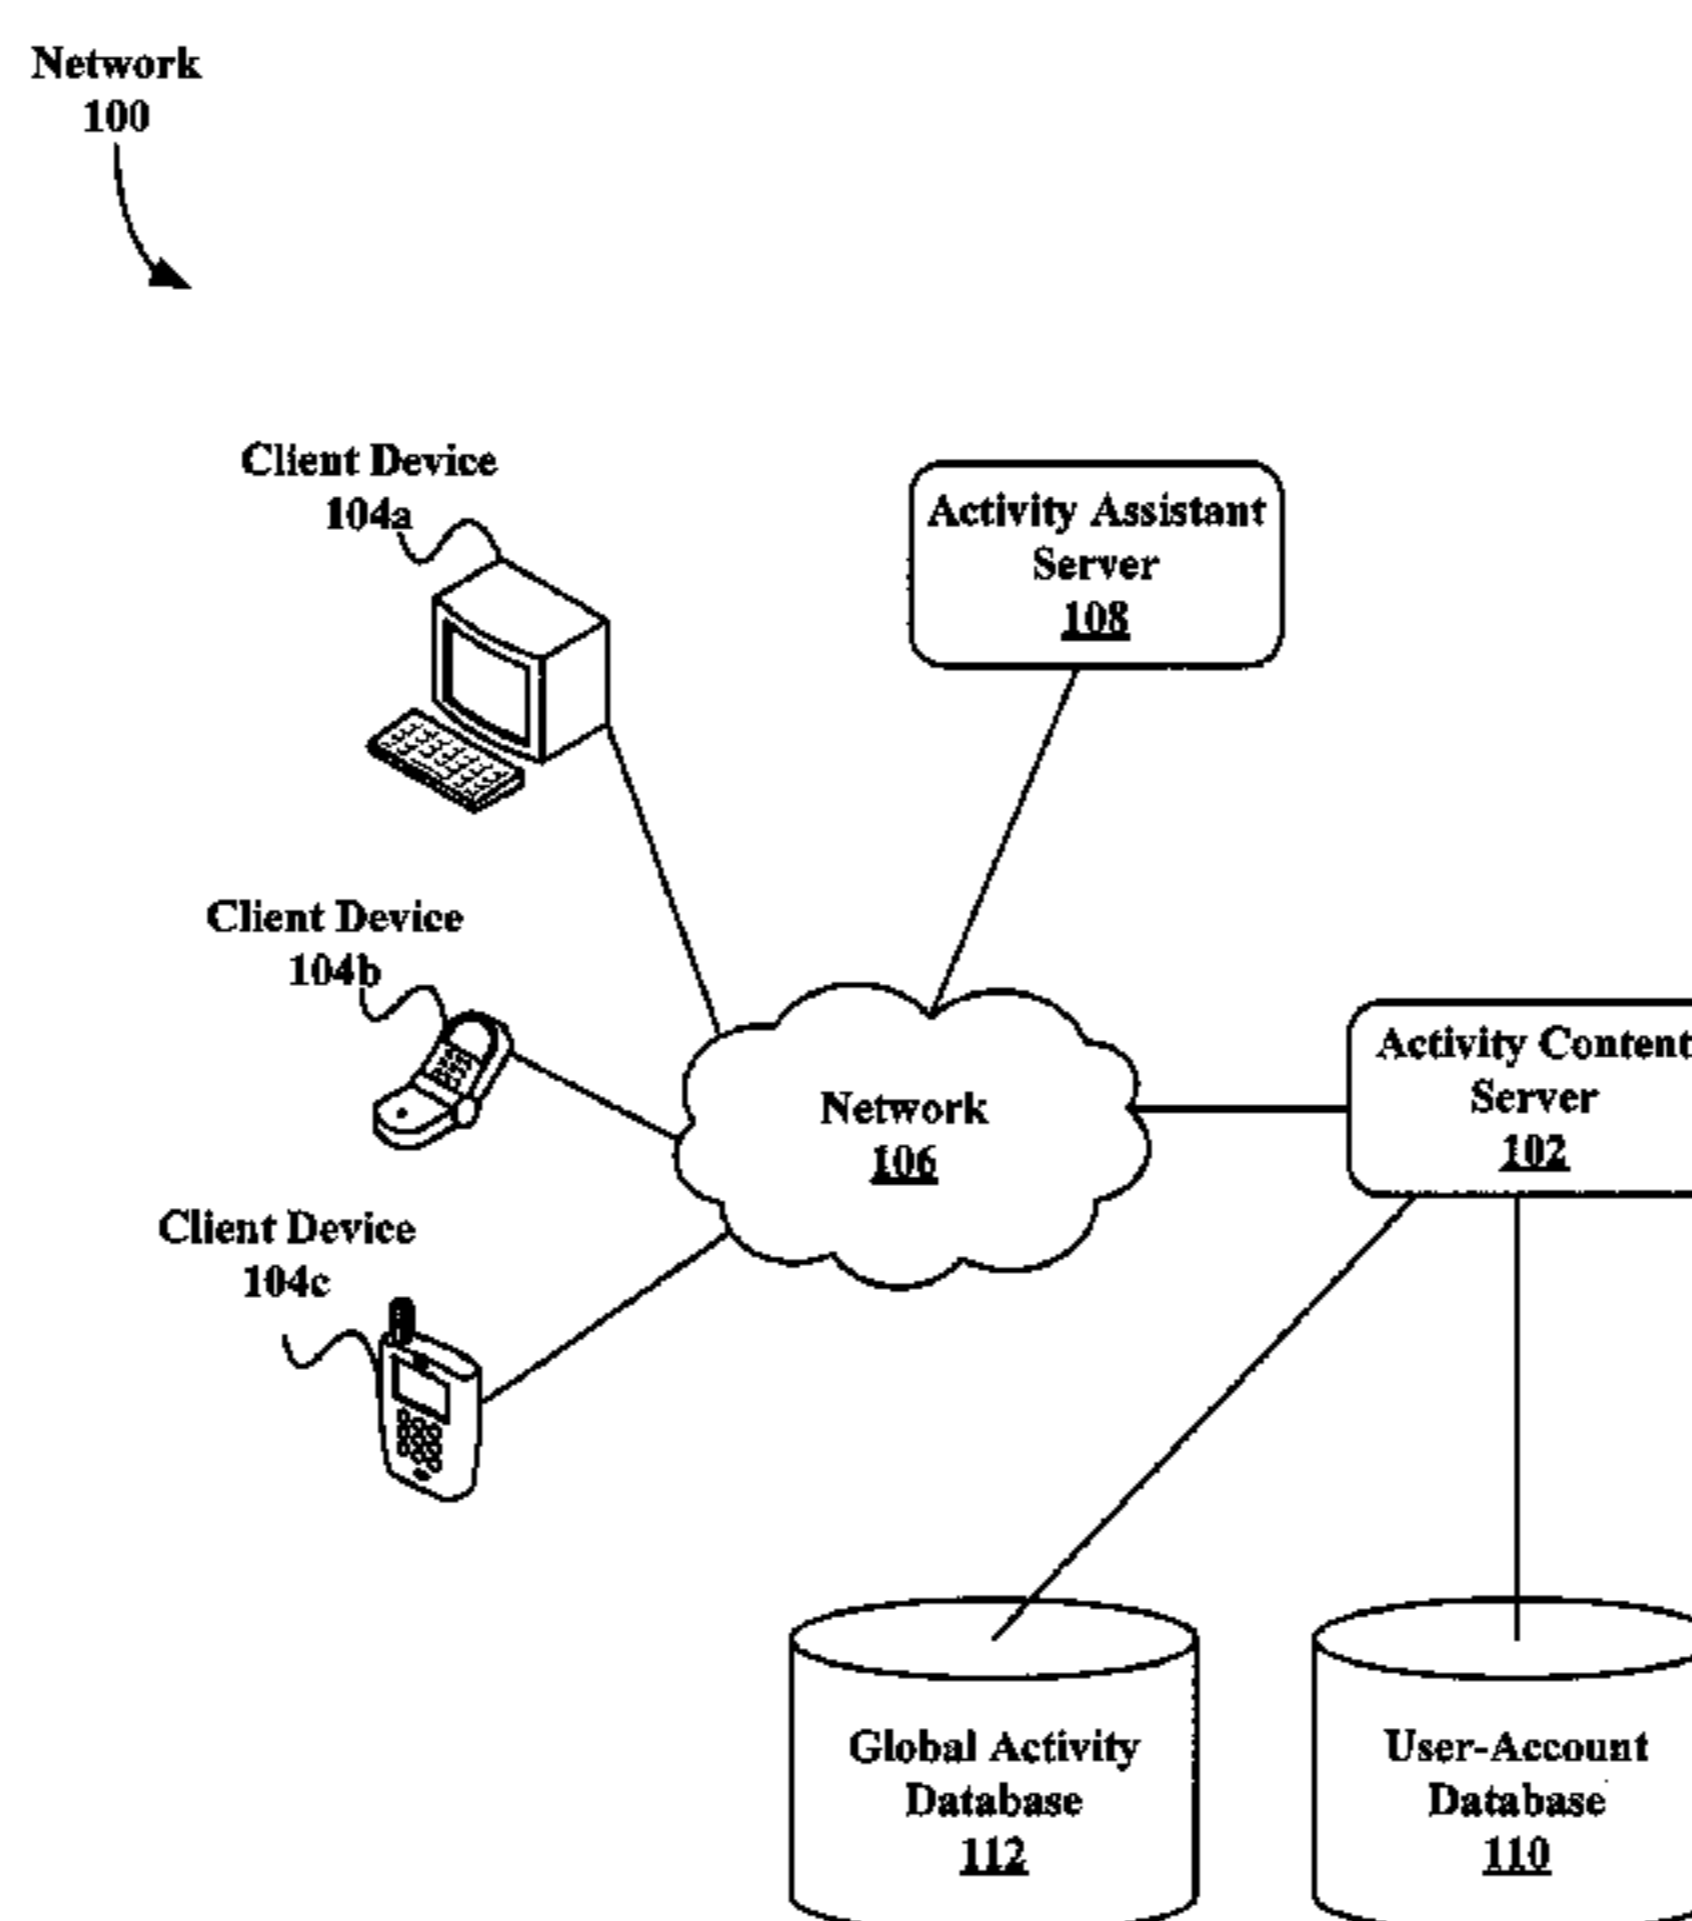 Network
100
Client Device
104a
Activity Assistant
Server
108
Client Device
104b
Network
106
Activity Content
Server
102
Client Device
104c
Global Activity
Database
112
User-Account
Database
110